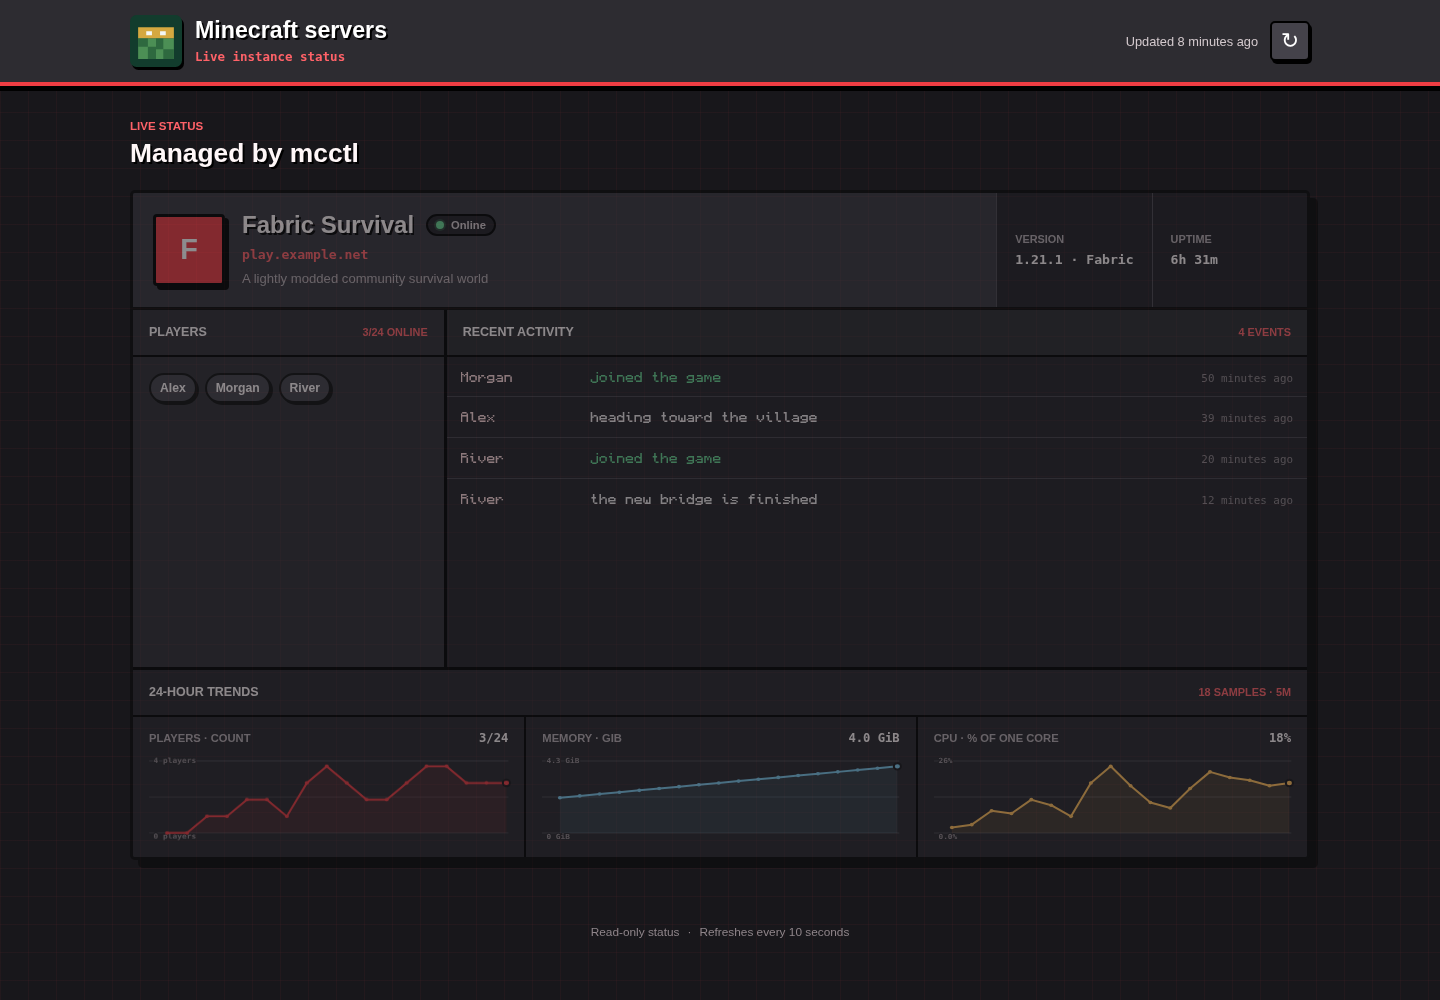 Minecraft servers
Live instance status
Updated 8 minutes ago
↻
LIVE STATUS
Managed by mcctl
F
Fabric Survival
Online
play.example.net
A lightly modded community survival world
VERSION
1.21.1 · Fabric
UPTIME
6h 31m
PLAYERS
3/24 ONLINE
Alex
Morgan
River
RECENT ACTIVITY
4 EVENTS
Morgan joined the game 50 minutes ago
Alex heading toward the village 39 minutes ago
River joined the game 20 minutes ago
River the new bridge is finished 12 minutes ago
24-HOUR TRENDS
18 SAMPLES · 5M
PLAYERS · COUNT
3/24
4 players
0 players
MEMORY · GIB
4.0 GiB
4.3 GiB
0 GiB
CPU · % OF ONE CORE
18%
26%
0.0%
Read-only status · Refreshes every 10 seconds